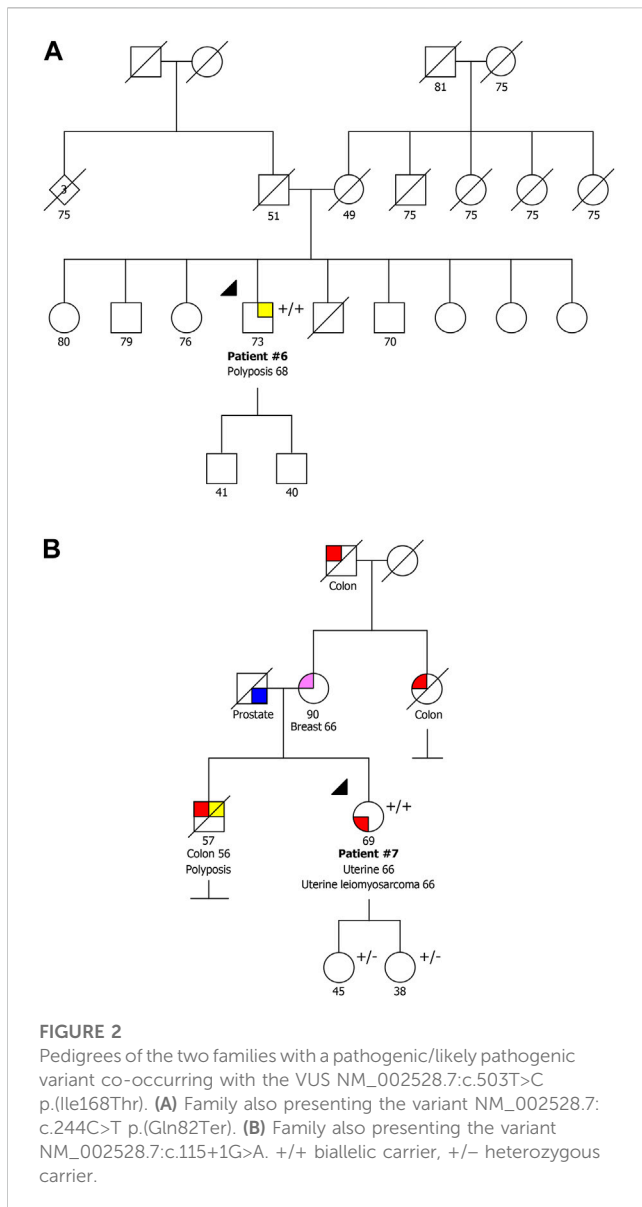 A
81 75
3
75 51 49 75 75 75 75
+/+
80 79 76 73 70
Patient #6
Polyposis 68
41 40
B
Colon
Prostate 90 Colon
Breast 66
+/+
57 69
Colon 56 Patient #7
Polyposis Uterine 66
Uterine leiomyosarcoma 66
+/- +/-
45 38
FIGURE 2
Pedigrees of the two families with a pathogenic/likely pathogenic
variant co-occurring with the VUS NM_002528.7:c.503T>C
p.(Ile168Thr). (A) Family also presenting the variant NM_002528.7:
c.244C>T p.(Gln82Ter). (B) Family also presenting the variant
NM_002528.7:c.115+1G>A. +/+ biallelic carrier, +/− heterozygous
carrier.